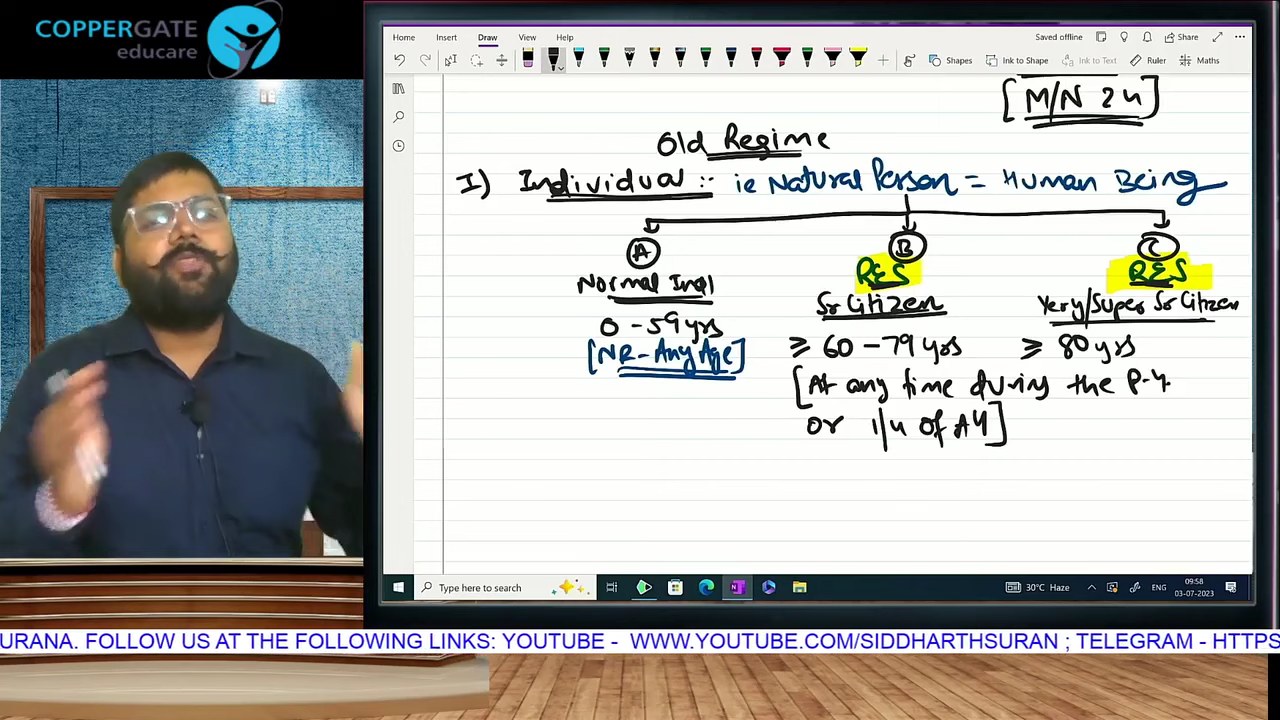 COPPERGATE
educare
Home Insert Draw View Help
Saved offline Share
Shapes Ink to Shape Ink to Text Ruler Maths
[M/N 24]
Old Regime
I) Individual :- ie Natural Person = Human Being
A B C
Normal Indl RES RES
Sr Citizen Very/Super Sr Citizen
0-59 yrs ≥ 60-79 yrs ≥ 80 yrs
[NR-Any Age]
[At any time during the P.Y.
or 1/4 of AY]
Type here to search
30°C Haze ENG 09:58
03-07-2023
URANA. FOLLOW US AT THE FOLLOWING LINKS: YOUTUBE - WWW.YOUTUBE.COM/SIDDHARTHSURAN ; TELEGRAM - HTTPS